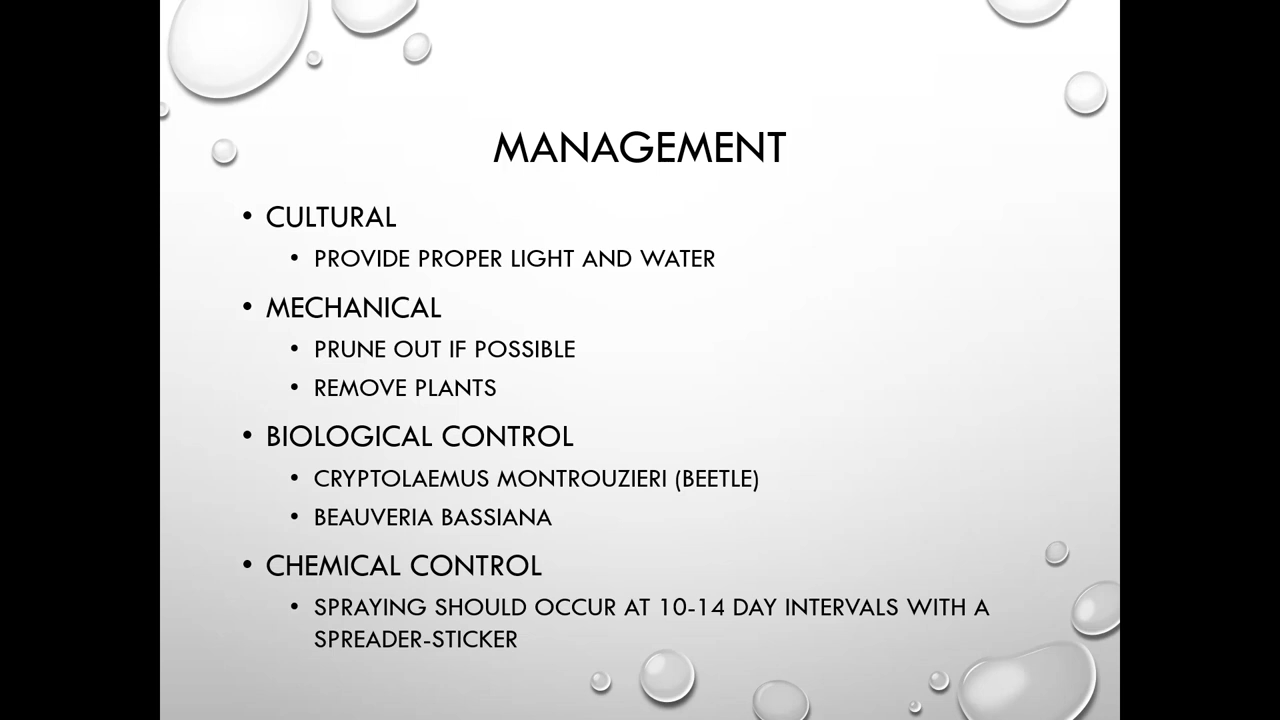 MANAGEMENT
• CULTURAL
• PROVIDE PROPER LIGHT AND WATER
• MECHANICAL
• PRUNE OUT IF POSSIBLE
• REMOVE PLANTS
• BIOLOGICAL CONTROL
• CRYPTOLAEMUS MONTROUZIERI (BEETLE)
• BEAUVERIA BASSIANA
• CHEMICAL CONTROL
• SPRAYING SHOULD OCCUR AT 10-14 DAY INTERVALS WITH A
SPREADER-STICKER